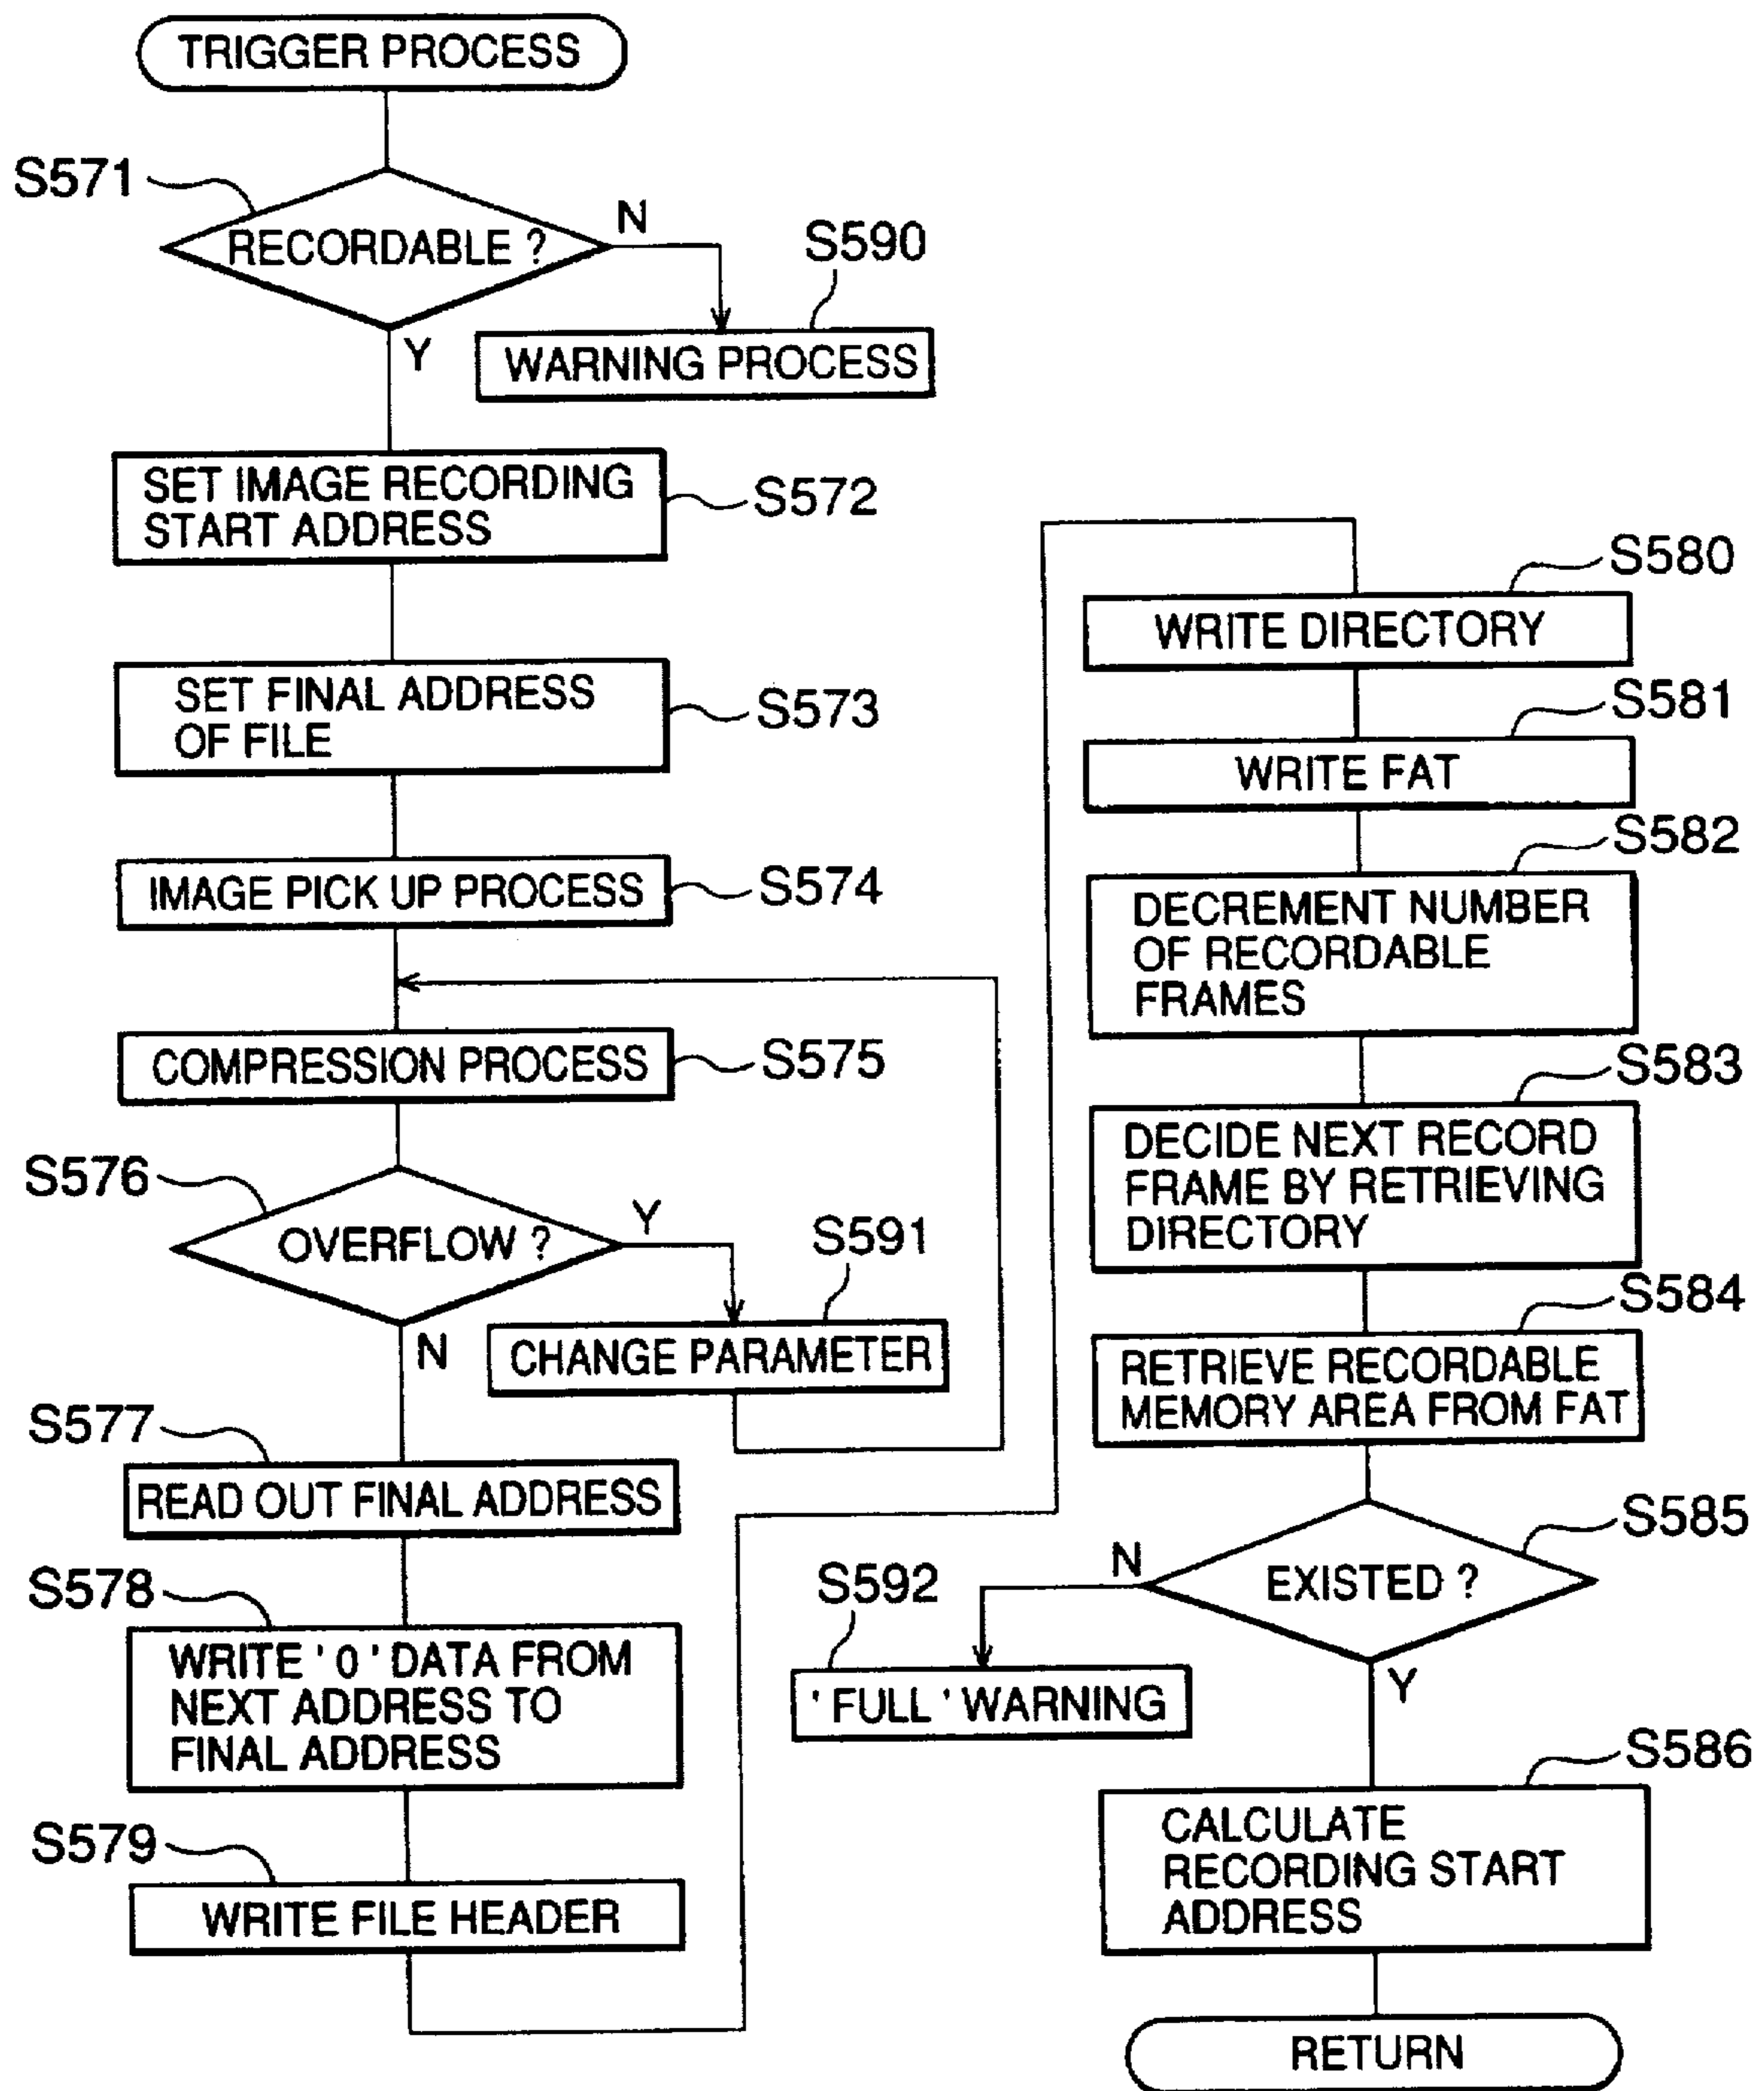 TRIGGER PROCESS
S571
RECORDABLE ?
N
S590
WARNING PROCESS
Y
SET IMAGE RECORDING
START ADDRESS
S572
SET FINAL ADDRESS
OF FILE
S573
IMAGE PICK UP PROCESS
S574
COMPRESSION PROCESS
S575
S576
OVERFLOW ?
Y
S591
CHANGE PARAMETER
N
S577
READ OUT FINAL ADDRESS
S578
WRITE ' 0 ' DATA FROM
NEXT ADDRESS TO
FINAL ADDRESS
S579
WRITE FILE HEADER
S580
WRITE DIRECTORY
S581
WRITE FAT
S582
DECREMENT NUMBER
OF RECORDABLE
FRAMES
S583
DECIDE NEXT RECORD
FRAME BY RETRIEVING
DIRECTORY
S584
RETRIEVE RECORDABLE
MEMORY AREA FROM FAT
S585
EXISTED ?
N
S592
' FULL ' WARNING
Y
S586
CALCULATE
RECORDING START
ADDRESS
RETURN